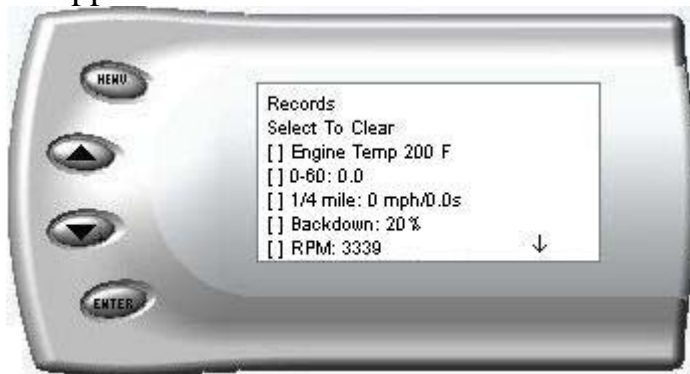 MENU
Records
Select To Clear
[ ] Engine Temp 200 F
[ ] 0-60: 0.0
[ ] 1/4 mile: 0 mph/0.0s
[ ] Backdown: 20%
[ ] RPM: 3339 ↓
ENTER